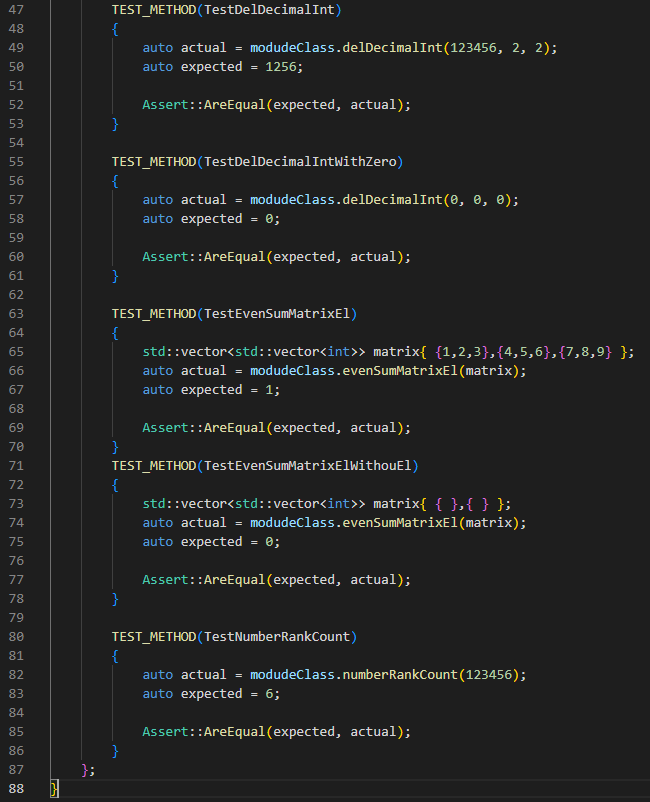 47 TEST_METHOD(TestDelDecimalInt)
48 {
49 auto actual = modudeClass.delDecimalInt(123456, 2, 2);
50 auto expected = 1256;
51
52 Assert::AreEqual(expected, actual);
53 }
54
55 TEST_METHOD(TestDelDecimalIntWithZero)
56 {
57 auto actual = modudeClass.delDecimalInt(0, 0, 0);
58 auto expected = 0;
59
60 Assert::AreEqual(expected, actual);
61 }
62
63 TEST_METHOD(TestEvenSumMatrixEl)
64 {
65 std::vector<std::vector<int>> matrix{ {1,2,3},{4,5,6},{7,8,9} };
66 auto actual = modudeClass.evenSumMatrixEl(matrix);
67 auto expected = 1;
68
69 Assert::AreEqual(expected, actual);
70 }
71 TEST_METHOD(TestEvenSumMatrixElWithouEl)
72 {
73 std::vector<std::vector<int>> matrix{ { },{ } };
74 auto actual = modudeClass.evenSumMatrixEl(matrix);
75 auto expected = 0;
76
77 Assert::AreEqual(expected, actual);
78 }
79
80 TEST_METHOD(TestNumberRankCount)
81 {
82 auto actual = modudeClass.numberRankCount(123456);
83 auto expected = 6;
84
85 Assert::AreEqual(expected, actual);
86 }
87 };
88 }